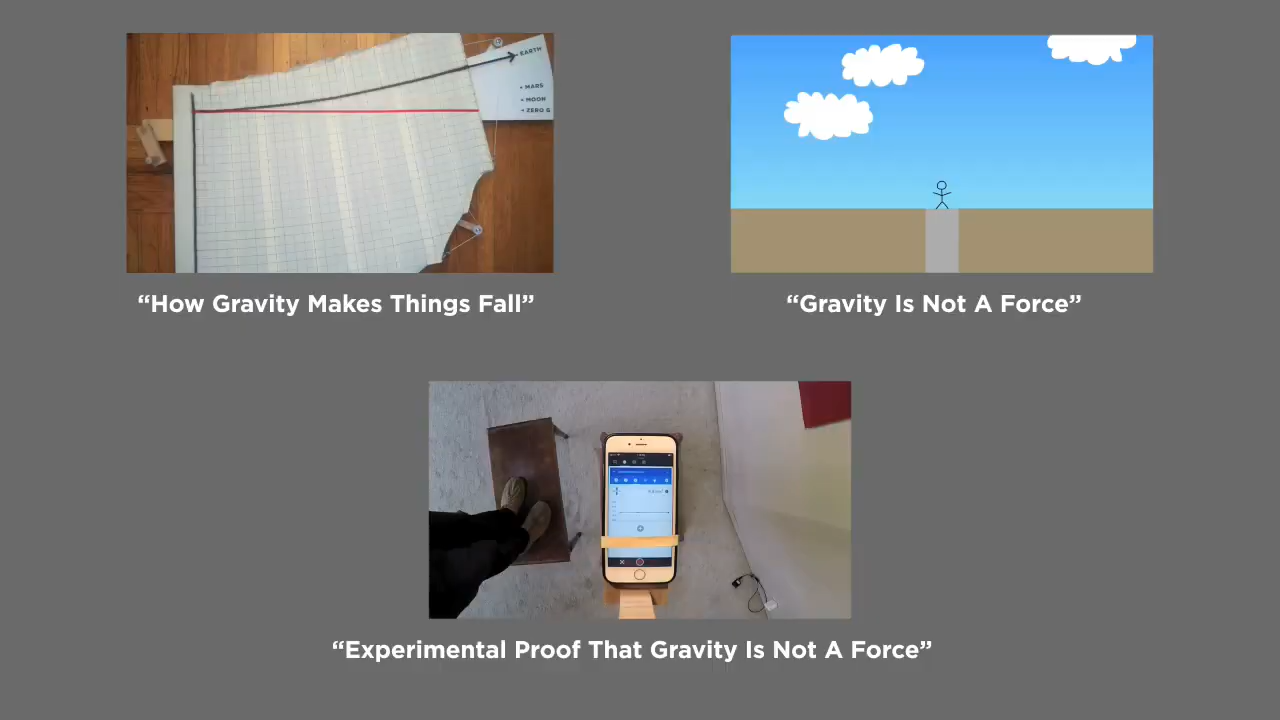 EARTH
MARS
MOON
ZERO G
“How Gravity Makes Things Fall”
“Gravity Is Not A Force”
“Experimental Proof That Gravity Is Not A Force”